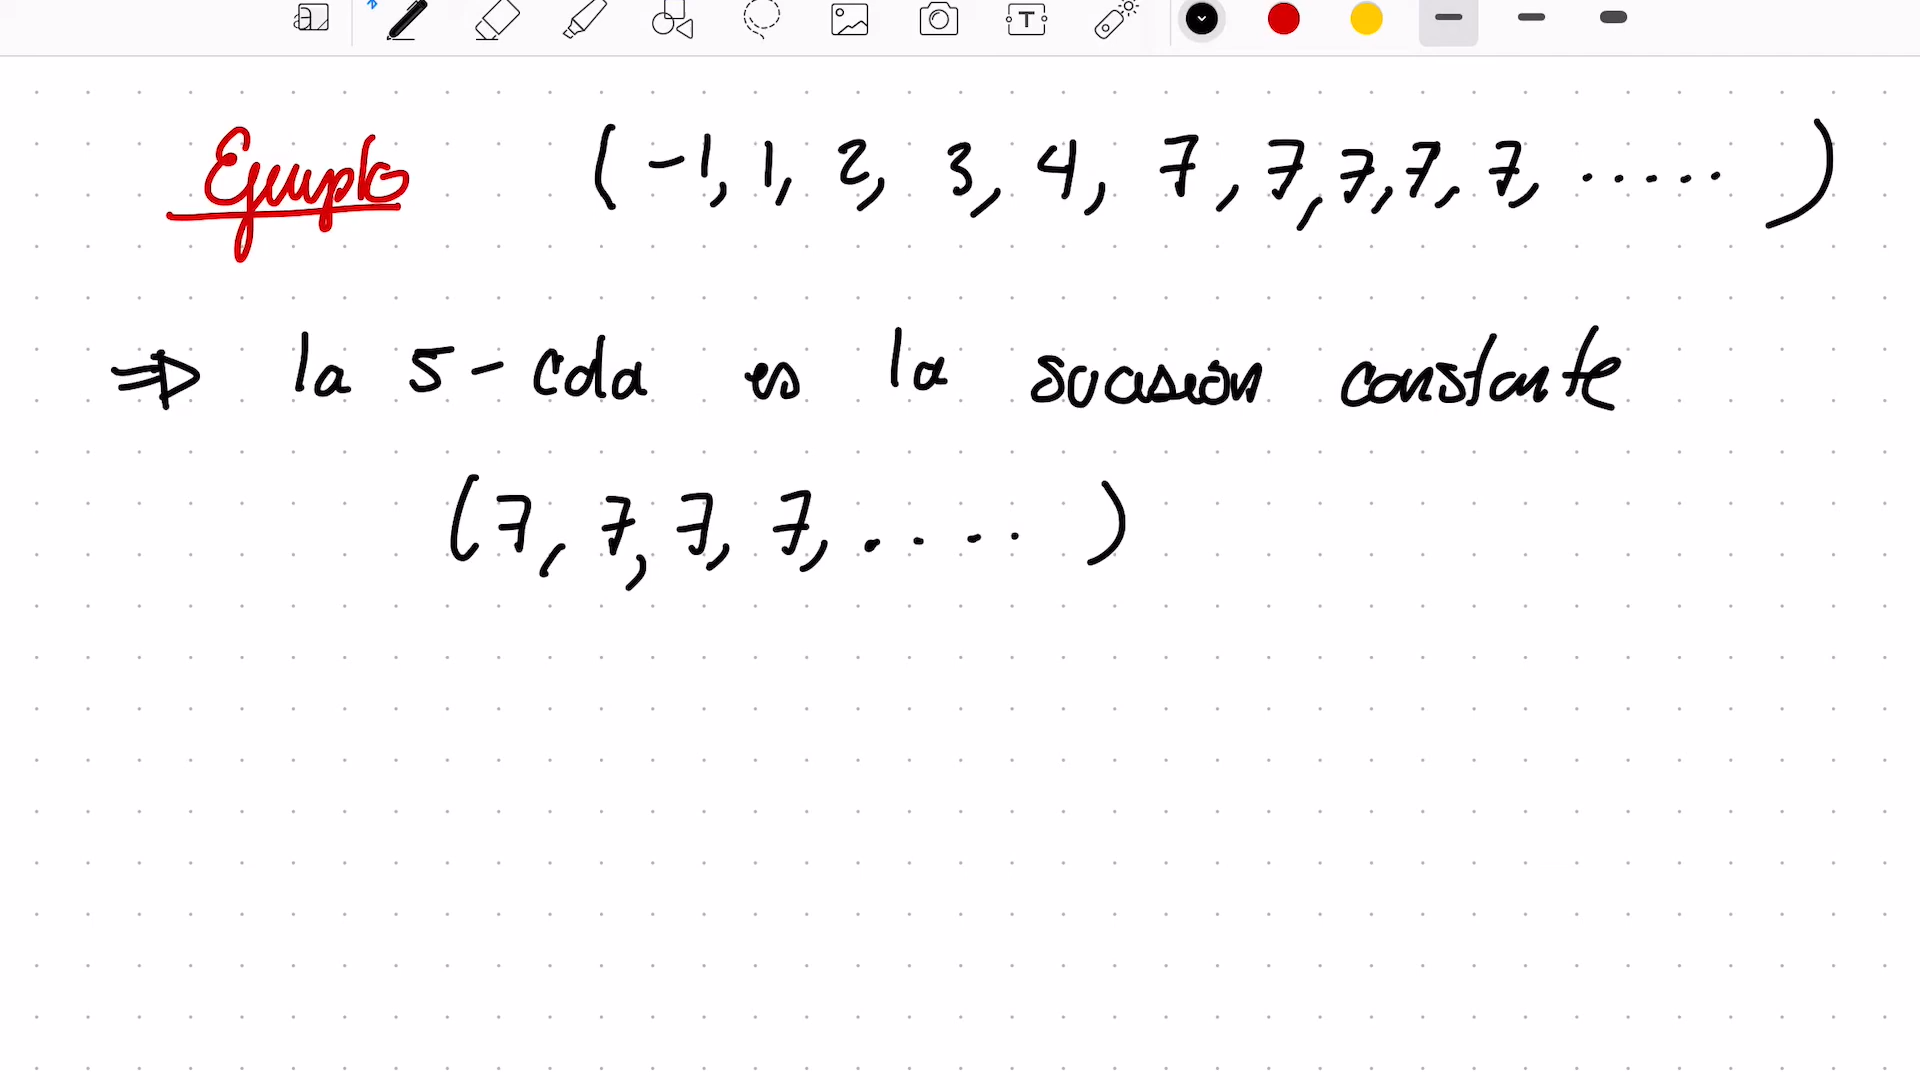 Ejemplo (-1, 1, 2, 3, 4, 7, 7, 7, 7, 7, ..... )
⇒ la 5-cola es la sucesión constante
(7, 7, 7, 7, .... )